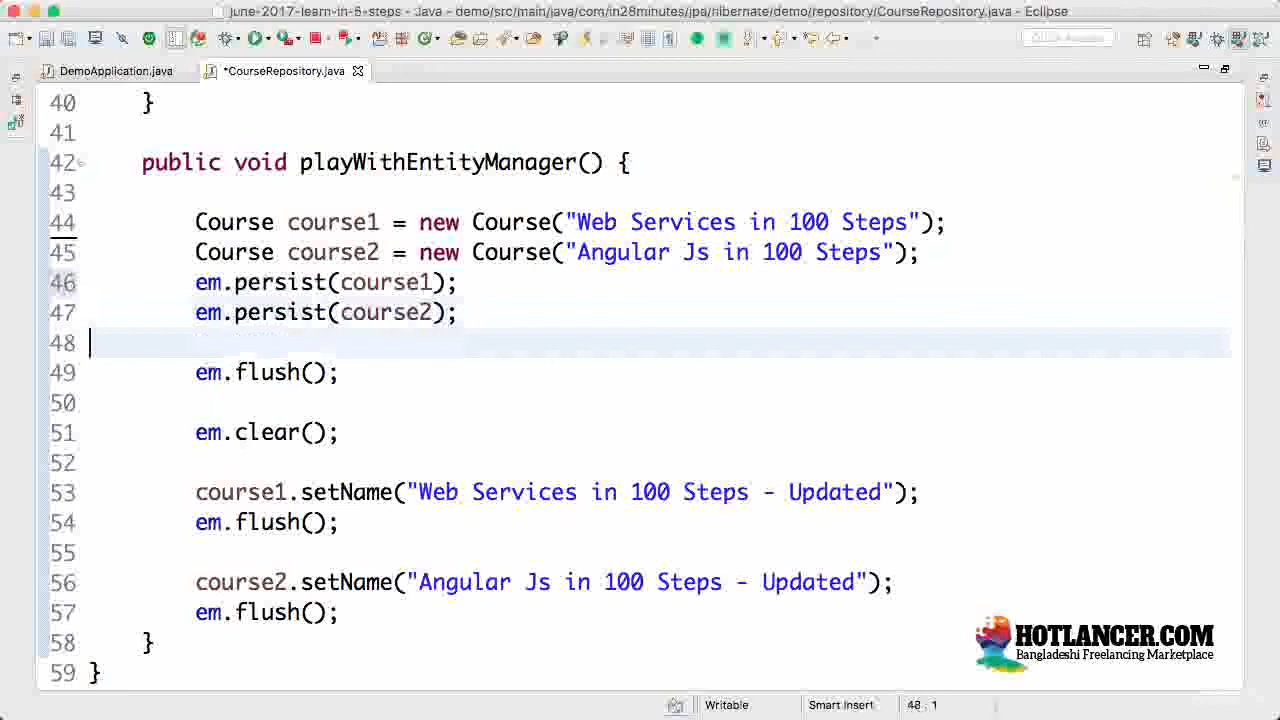 june-2017-learn-in-5-steps - Java - demo/src/main/java/com/in28minutes/jpa/hibernate/demo/repository/CourseRepository.java - Eclipse
Quick Access
DemoApplication.java
*CourseRepository.java
40 }
41
42 public void playWithEntityManager() {
43
44 Course course1 = new Course("Web Services in 100 Steps");
45 Course course2 = new Course("Angular Js in 100 Steps");
46 em.persist(course1);
47 em.persist(course2);
48
49 em.flush();
50
51 em.clear();
52
53 course1.setName("Web Services in 100 Steps - Updated");
54 em.flush();
55
56 course2.setName("Angular Js in 100 Steps - Updated");
57 em.flush();
58 }
59 }
HOTLANCER.COM
Bangladeshi Freelancing Marketplace
Writable
Smart Insert
48 : 1